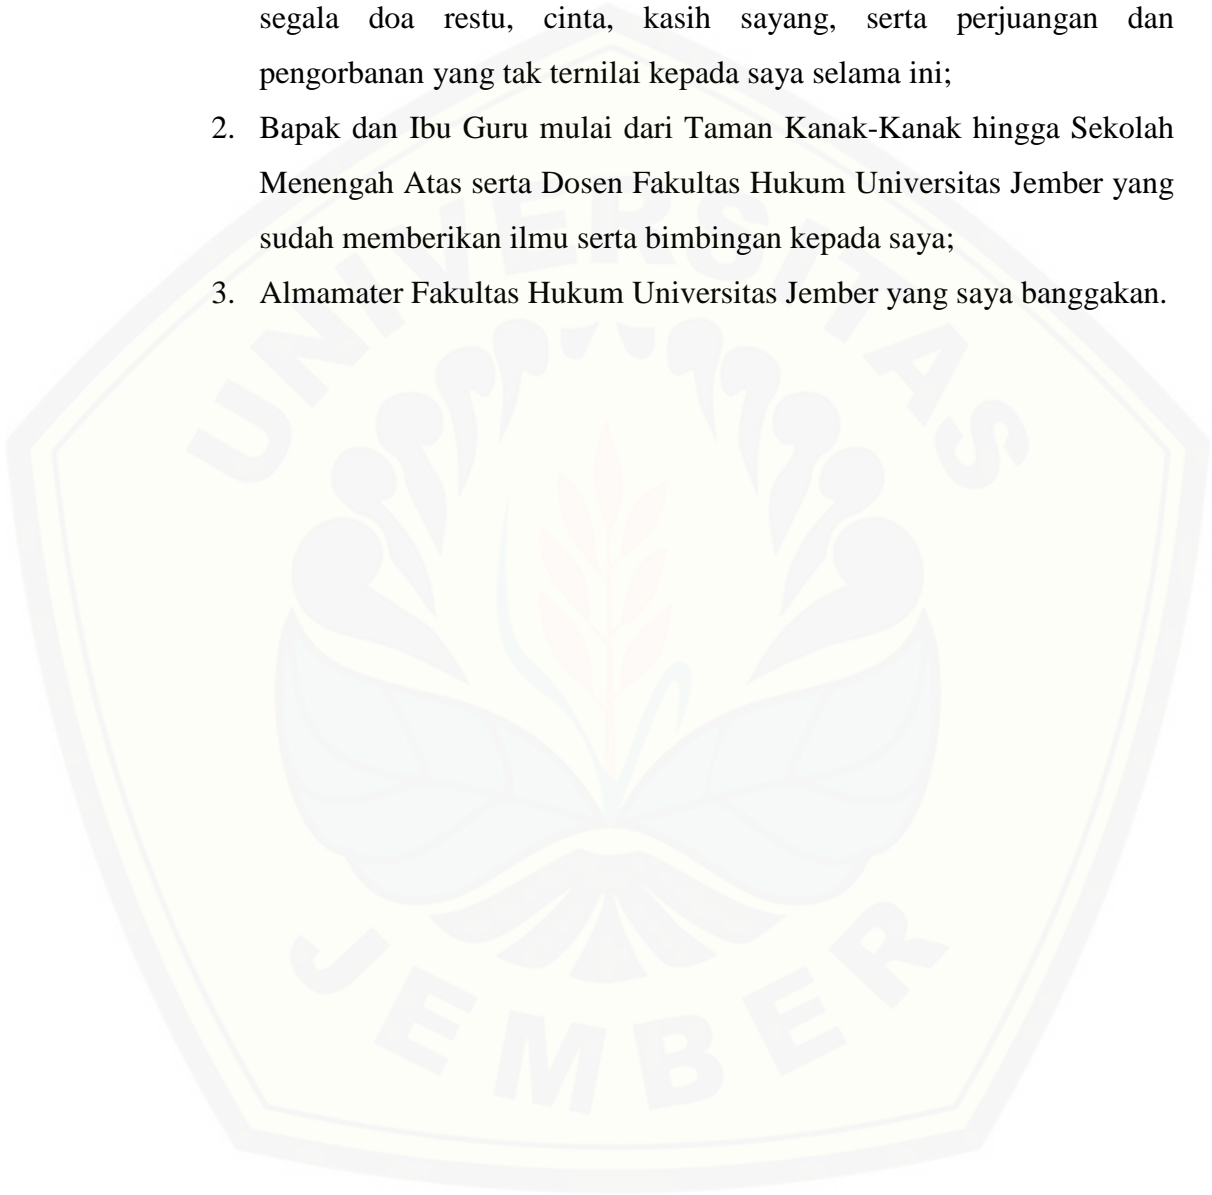 segala doa restu, cinta, kasih sayang, serta perjuangan dan
pengorbanan yang tak ternilai kepada saya selama ini;
2. Bapak dan Ibu Guru mulai dari Taman Kanak-Kanak hingga Sekolah
Menengah Atas serta Dosen Fakultas Hukum Universitas Jember yang
sudah memberikan ilmu serta bimbingan kepada saya;
3. Almamater Fakultas Hukum Universitas Jember yang saya banggakan.
UNIVERSITAS
JEMBER